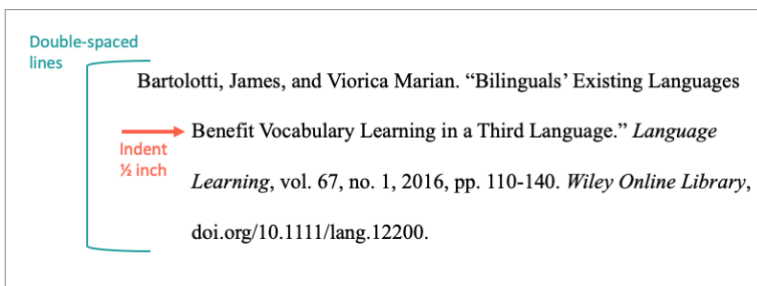 Double-spaced
lines
Bartolotti, James, and Viorica Marian. “Bilinguals’ Existing Languages
Benefit Vocabulary Learning in a Third Language.” Language
Indent
½ inch
Learning, vol. 67, no. 1, 2016, pp. 110-140. Wiley Online Library,
doi.org/10.1111/lang.12200.